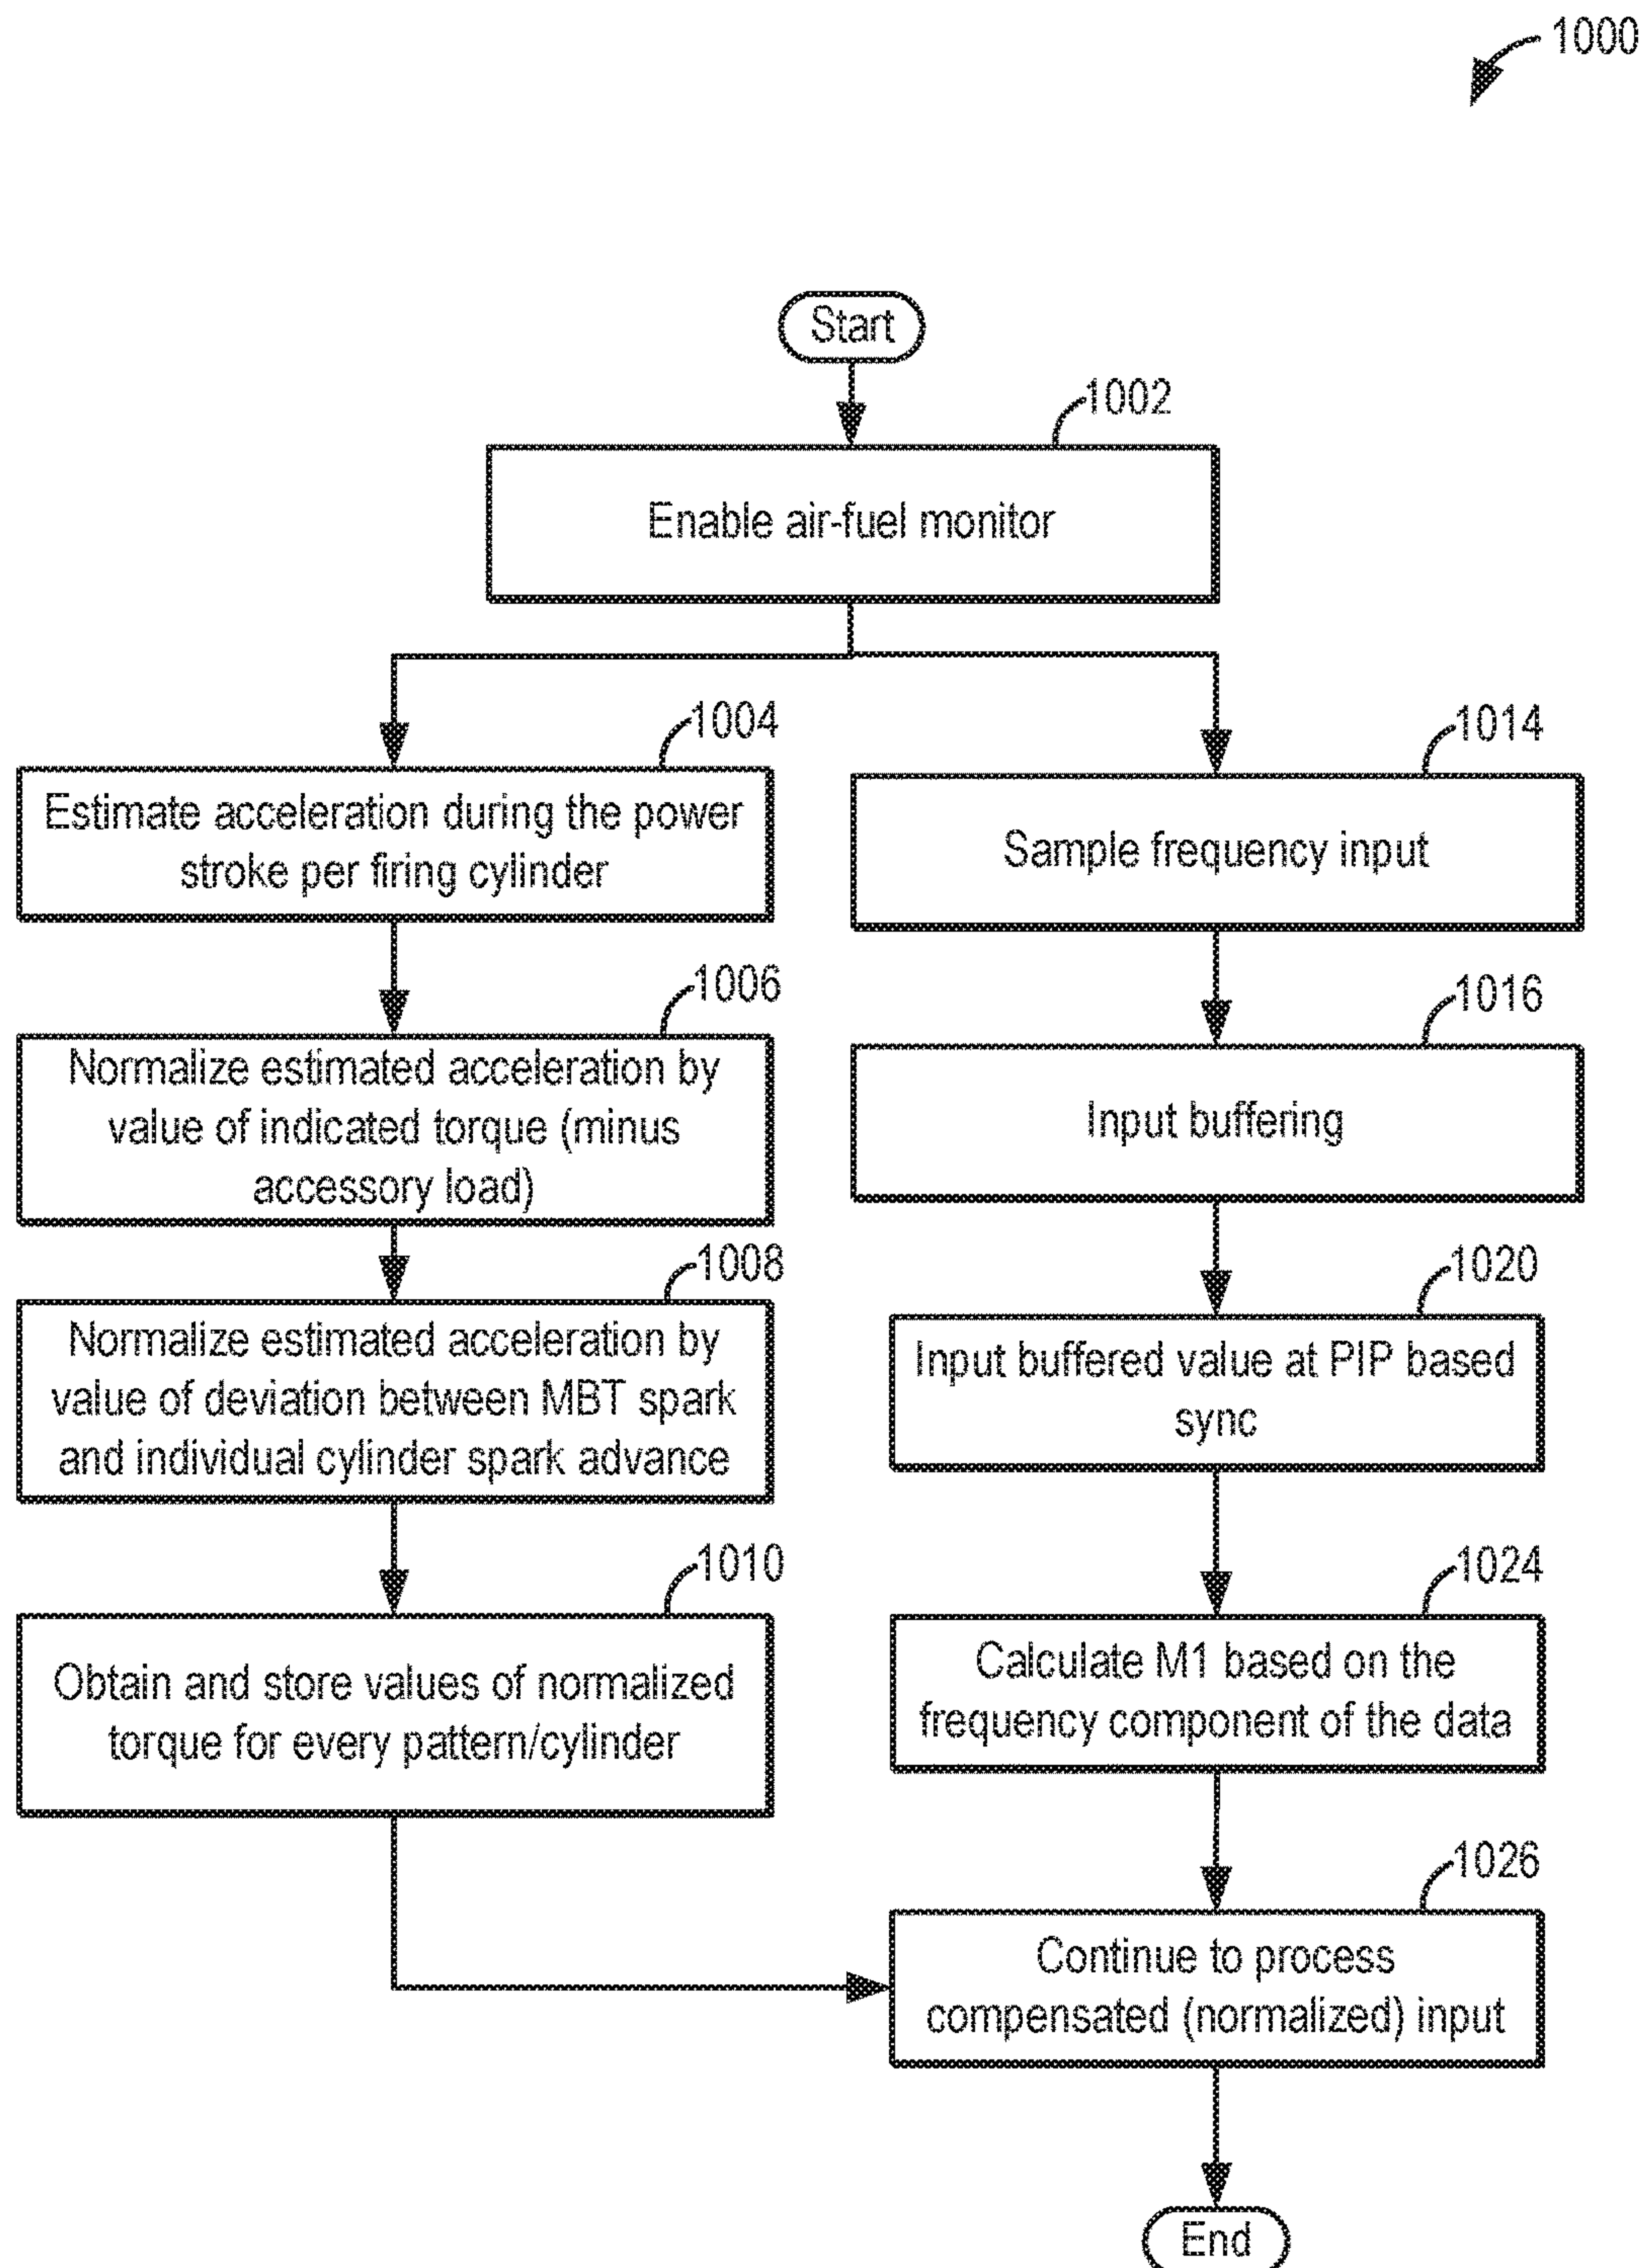 1000
Start
1002
Enable air-fuel monitor
1004
Estimate acceleration during the power
stroke per firing cylinder
1006
Normalize estimated acceleration by
value of indicated torque (minus
accessory load)
1008
Normalize estimated acceleration by
value of deviation between MBT spark
and individual cylinder spark advance
1010
Obtain and store values of normalized
torque for every pattern/cylinder
1014
Sample frequency input
1016
Input buffering
1020
Input buffered value at PIP based
sync
1024
Calculate M1 based on the
frequency component of the data
1026
Continue to process
compensated (normalized) input
End